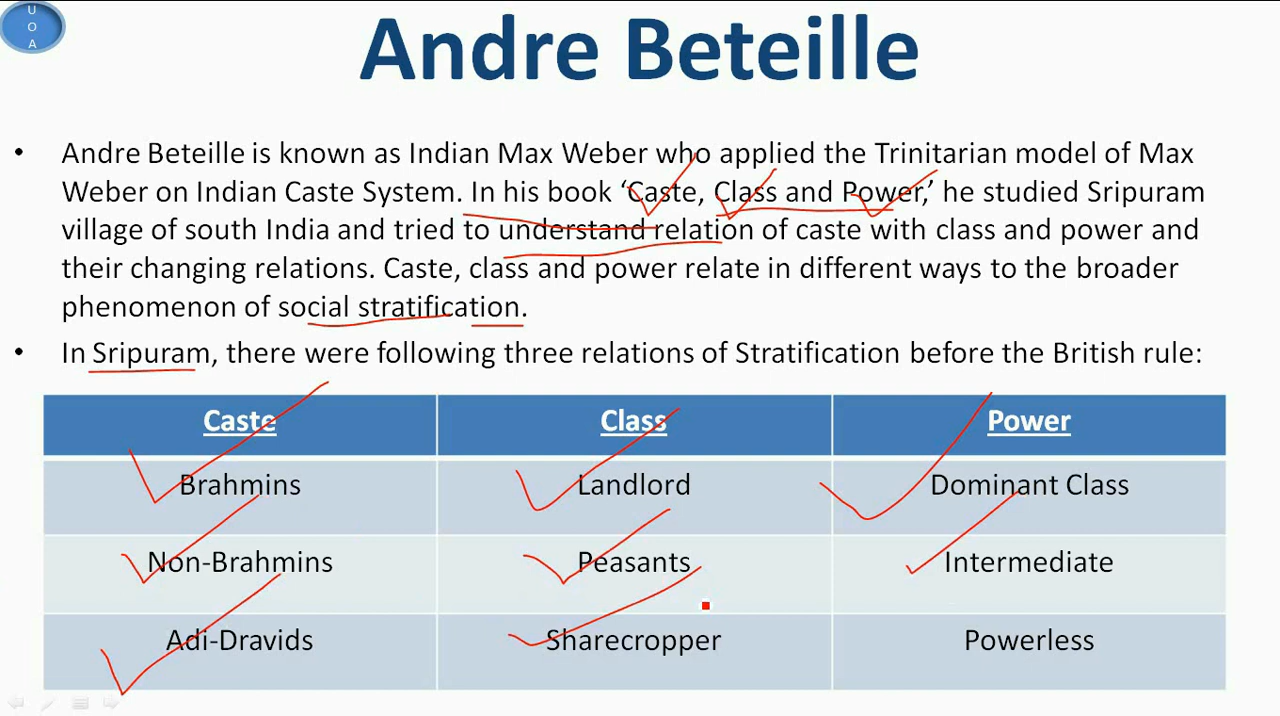 U
O
A
Andre Beteille
• Andre Beteille is known as Indian Max Weber who applied the Trinitarian model of Max
Weber on Indian Caste System. In his book ‘Caste, Class and Power,’ he studied Sripuram
village of south India and tried to understand relation of caste with class and power and
their changing relations. Caste, class and power relate in different ways to the broader
phenomenon of social stratification.
• In Sripuram, there were following three relations of Stratification before the British rule:
Caste Class Power
Brahmins Landlord Dominant Class
Non-Brahmins Peasants Intermediate
Adi-Dravids Sharecropper Powerless